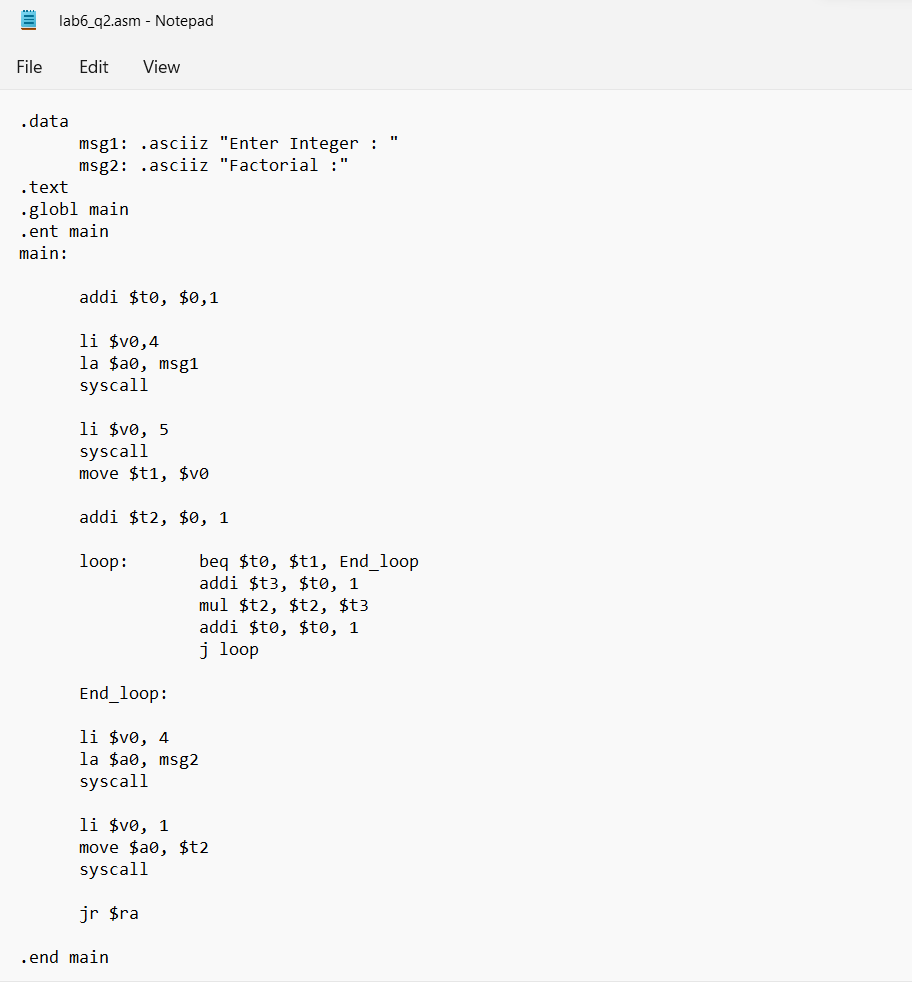 lab6_q2.asm - Notepad
File Edit View
.data
msg1: .asciiz "Enter Integer : "
msg2: .asciiz "Factorial :"
.text
.globl main
.ent main
main:
addi $t0, $0,1
li $v0,4
la $a0, msg1
syscall
li $v0, 5
syscall
move $t1, $v0
addi $t2, $0, 1
loop: beq $t0, $t1, End_loop
addi $t3, $t0, 1
mul $t2, $t2, $t3
addi $t0, $t0, 1
j loop
End_loop:
li $v0, 4
la $a0, msg2
syscall
li $v0, 1
move $a0, $t2
syscall
jr $ra
.end main